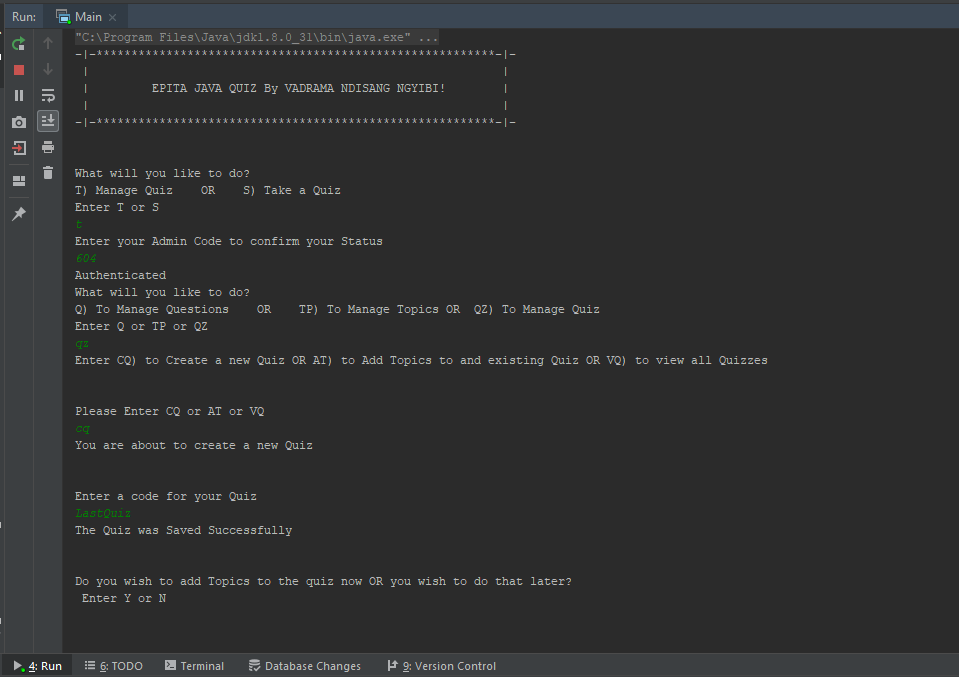 Run: Main
"C:\Program Files\Java\jdk1.8.0_31\bin\java.exe" ...
-|-*********************************************************-|-
| |
| EPITA JAVA QUIZ By VADRAMA NDISANG NGYIBI! |
| |
-|-*********************************************************-|-
What will you like to do?
T) Manage Quiz OR S) Take a Quiz
Enter T or S
t
Enter your Admin Code to confirm your Status
604
Authenticated
What will you like to do?
Q) To Manage Questions OR TP) To Manage Topics OR QZ) To Manage Quiz
Enter Q or TP or QZ
qz
Enter CQ) to Create a new Quiz OR AT) to Add Topics to and existing Quiz OR VQ) to view all Quizzes
Please Enter CQ or AT or VQ
cq
You are about to create a new Quiz
Enter a code for your Quiz
LastQuiz
The Quiz was Saved Successfully
Do you wish to add Topics to the quiz now OR you wish to do that later?
Enter Y or N
4: Run 6: TODO Terminal Database Changes 9: Version Control